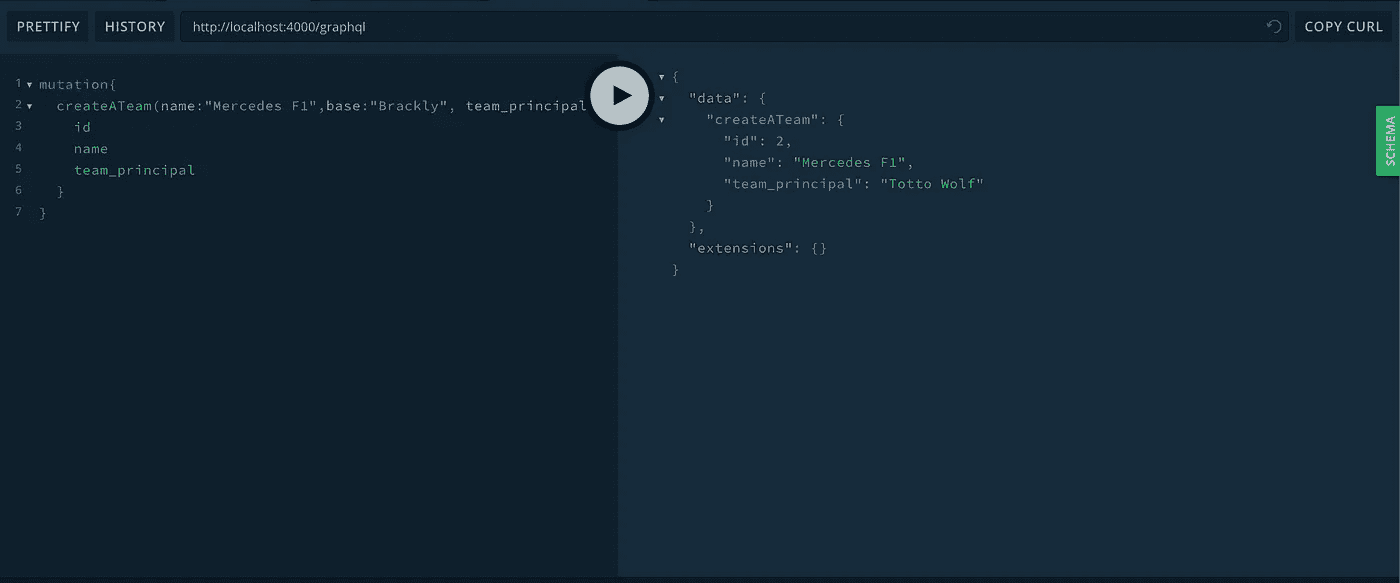 PRETTIFY HISTORY http://localhost:4000/graphql COPY CURL
1 mutation{
2 createATeam(name:"Mercedes F1",base:"Brackly", team_principal
3 id
4 name
5 team_principal
6 }
7 }
{
"data": {
"createATeam": {
"id": 2,
"name": "Mercedes F1",
"team_principal": "Totto Wolf"
}
},
"extensions": {}
}
SCHEMA